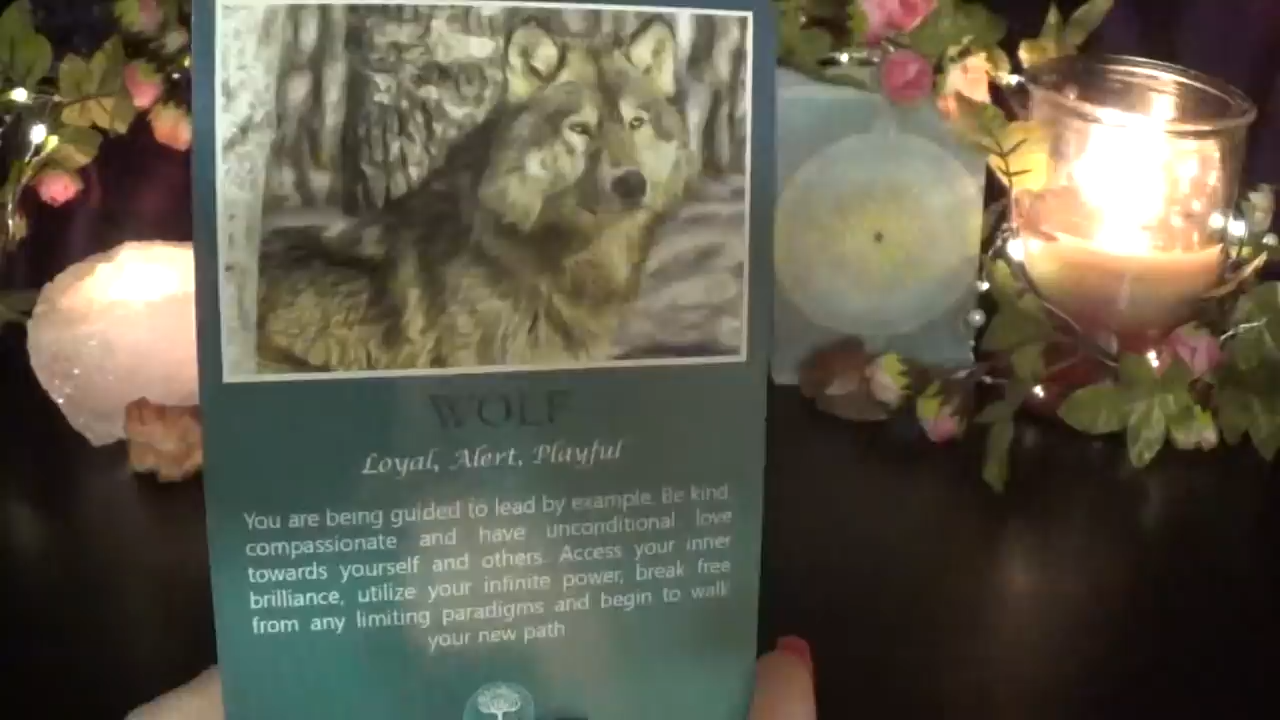 WOLF
Loyal, Alert, Playful
You are being guided to lead by example. Be kind
compassionate and have unconditional love
towards yourself and others. Access your inner
brilliance, utilize your infinite power, break free
from any limiting paradigms and begin to walk
your new path